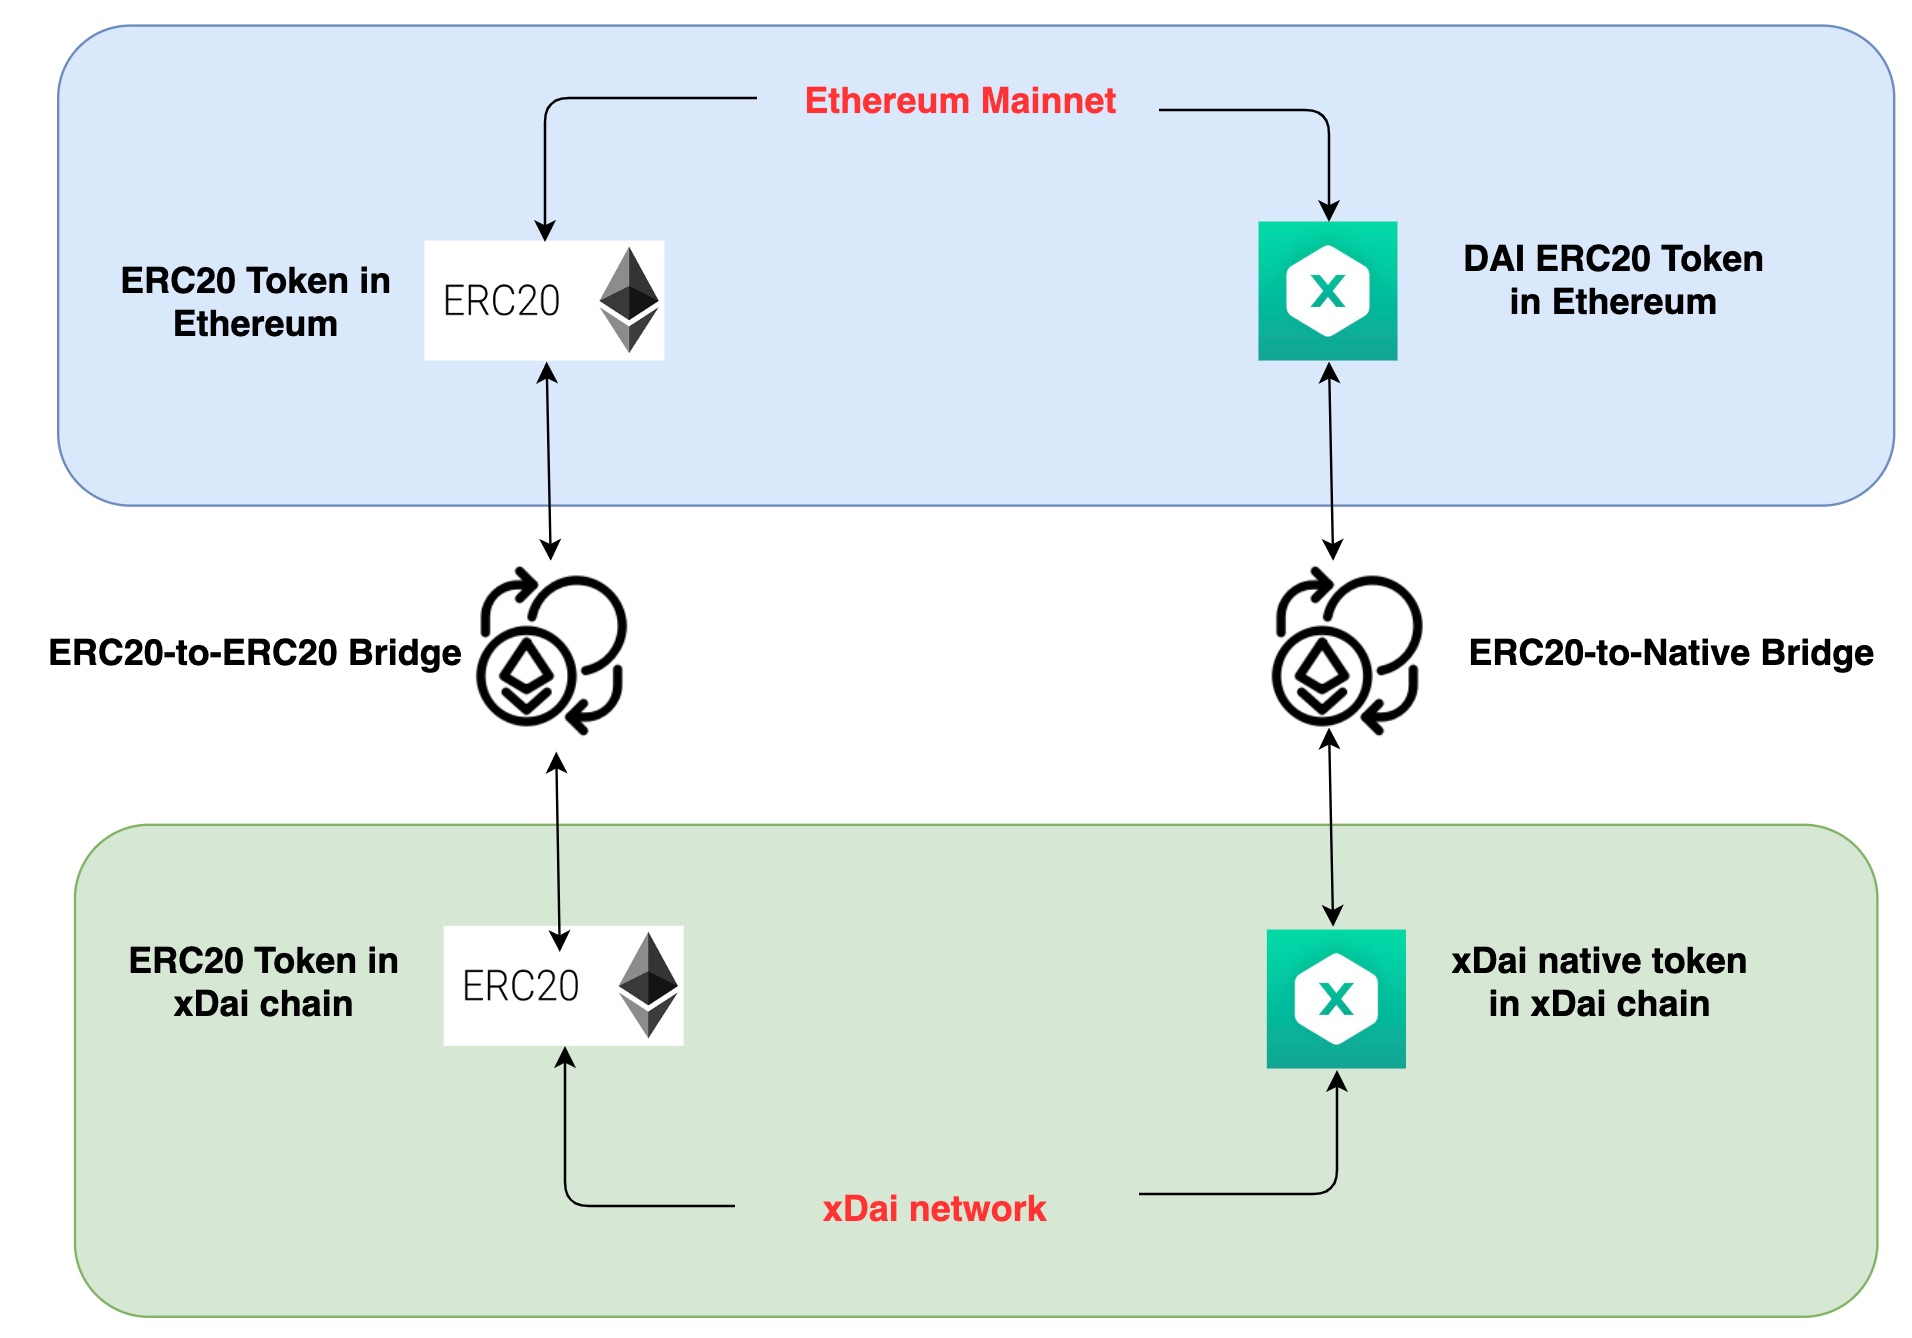 Ethereum Mainnet
ERC20 Token in
Ethereum
ERC20
X
DAI ERC20 Token
in Ethereum
ERC20-to-ERC20 Bridge
ERC20-to-Native Bridge
ERC20 Token in
xDai chain
ERC20
X
xDai native token
in xDai chain
xDai network